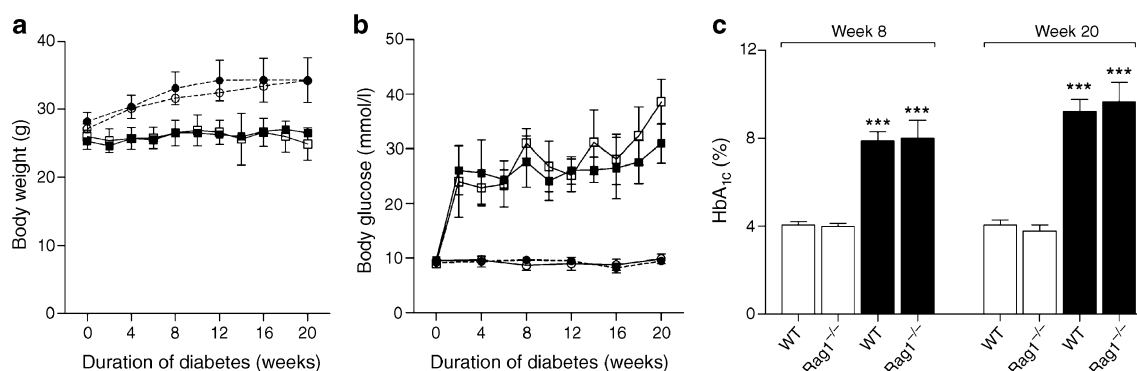 a
Body weight (g)
40
30
20
10
0
0 4 8 12 16 20
Duration of diabetes (weeks)
b
Body glucose (mmol/l)
50
40
30
20
10
0
0 4 8 12 16 20
Duration of diabetes (weeks)
c
Week 8 Week 20
HbA1C (%)
12
8
4
0
*** *** *** ***
WT Rag1−/− WT Rag1−/− WT Rag1−/− WT Rag1−/−